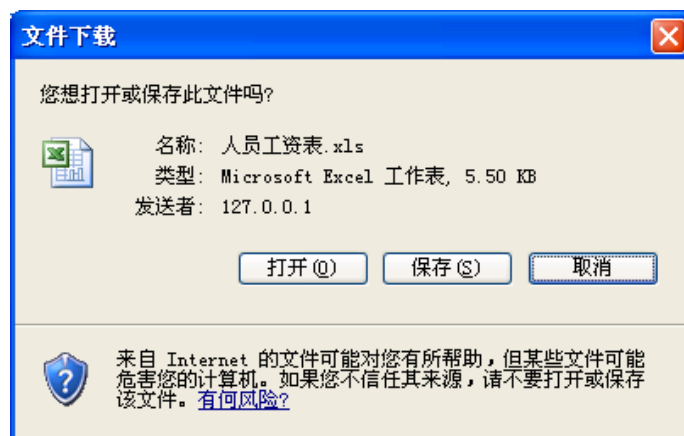 文件下载
您想打开或保存此文件吗?
名称: 人员工资表.xls
类型: Microsoft Excel 工作表, 5.50 KB
发送者: 127.0.0.1
打开(O) 保存(S) 取消
来自 Internet 的文件可能对您有所帮助，但某些文件可能
危害您的计算机。如果您不信任其来源，请不要打开或保存
该文件。有何风险?